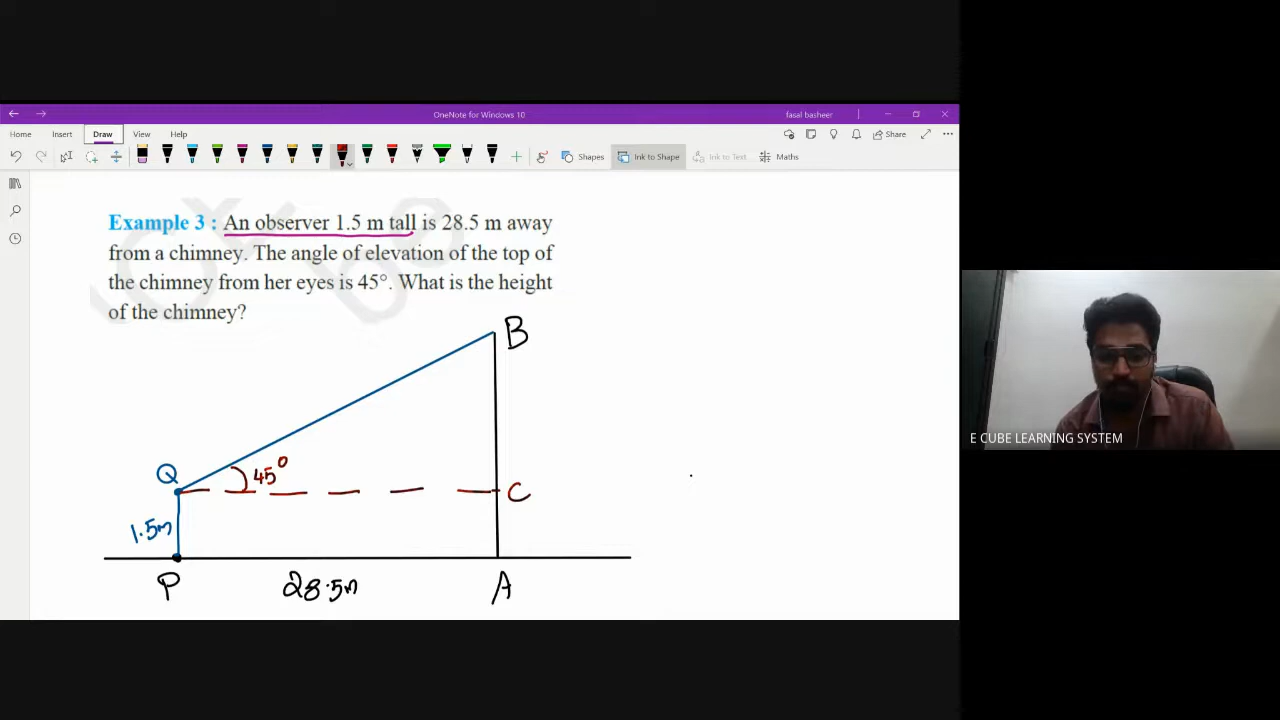 OneNote for Windows 10
fasal basheer
Home Insert Draw View Help
Share
Shapes
Ink to Shape
Ink to Text
Maths
Example 3 : An observer 1.5 m tall is 28.5 m away
from a chimney. The angle of elevation of the top of
the chimney from her eyes is 45°. What is the height
of the chimney?
B
Q
45°
C
1.5m
P
28.5m
A
E CUBE LEARNING SYSTEM